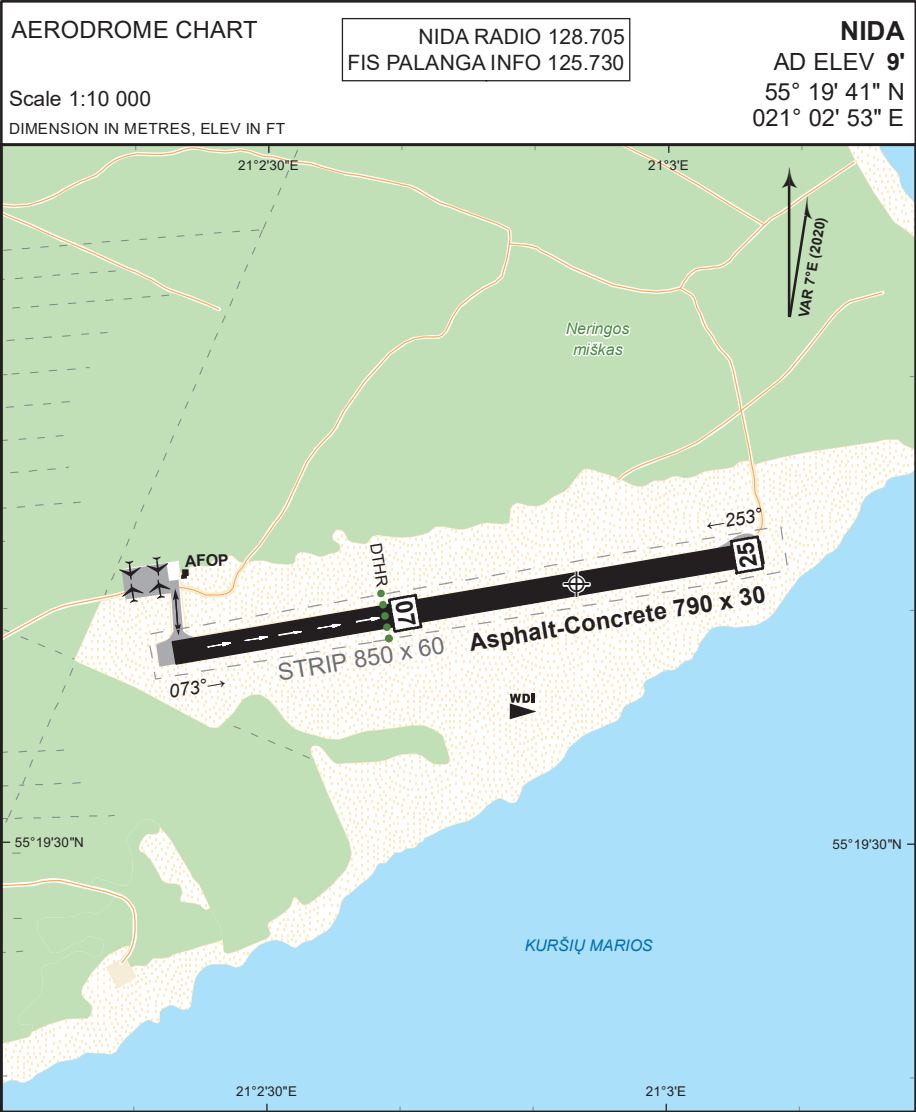 AERODROME CHART
NIDA RADIO 128.705
FIS PALANGA INFO 125.730
NIDA
AD ELEV 9'
55° 19' 41" N
021° 02' 53" E
Scale 1:10 000
DIMENSION IN METRES, ELEV IN FT
21°2'30"E
21°3'E
VAR 7°E (2020)
Neringos
miškas
←253°
25
AFOP
DTHR
07
Asphalt-Concrete 790 x 30
STRIP 850 x 60
073°→
WDI
55°19'30"N
55°19'30"N
KURŠIŲ MARIOS
21°2'30"E
21°3'E